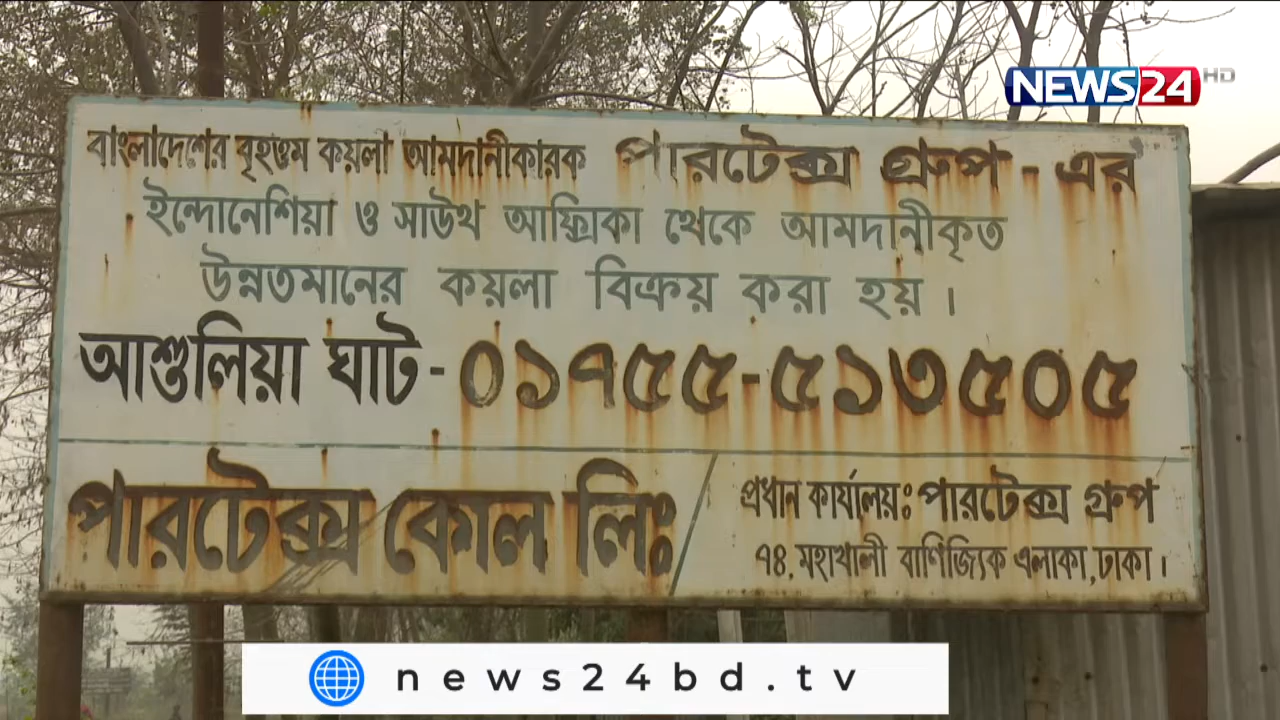 NEWS24 HD
বাংলাদেশের বৃহত্তম কয়লা আমদানীকারক পারটেক্স গ্রুপ - এর
ইন্দোনেশিয়া ও সাউথ আফ্রিকা থেকে আমদানীকৃত
উন্নতমানের কয়লা বিক্রয় করা হয় ।
আশুলিয়া ঘাট - ০১৭৫৫-৫১৩৫০৫
পারটেক্স কোল লিঃ
প্রধান কার্যালয়ঃ পারটেক্স গ্রুপ
৭৪, মহাখালী বাণিজ্যিক এলাকা, ঢাকা ।
news24bd.tv